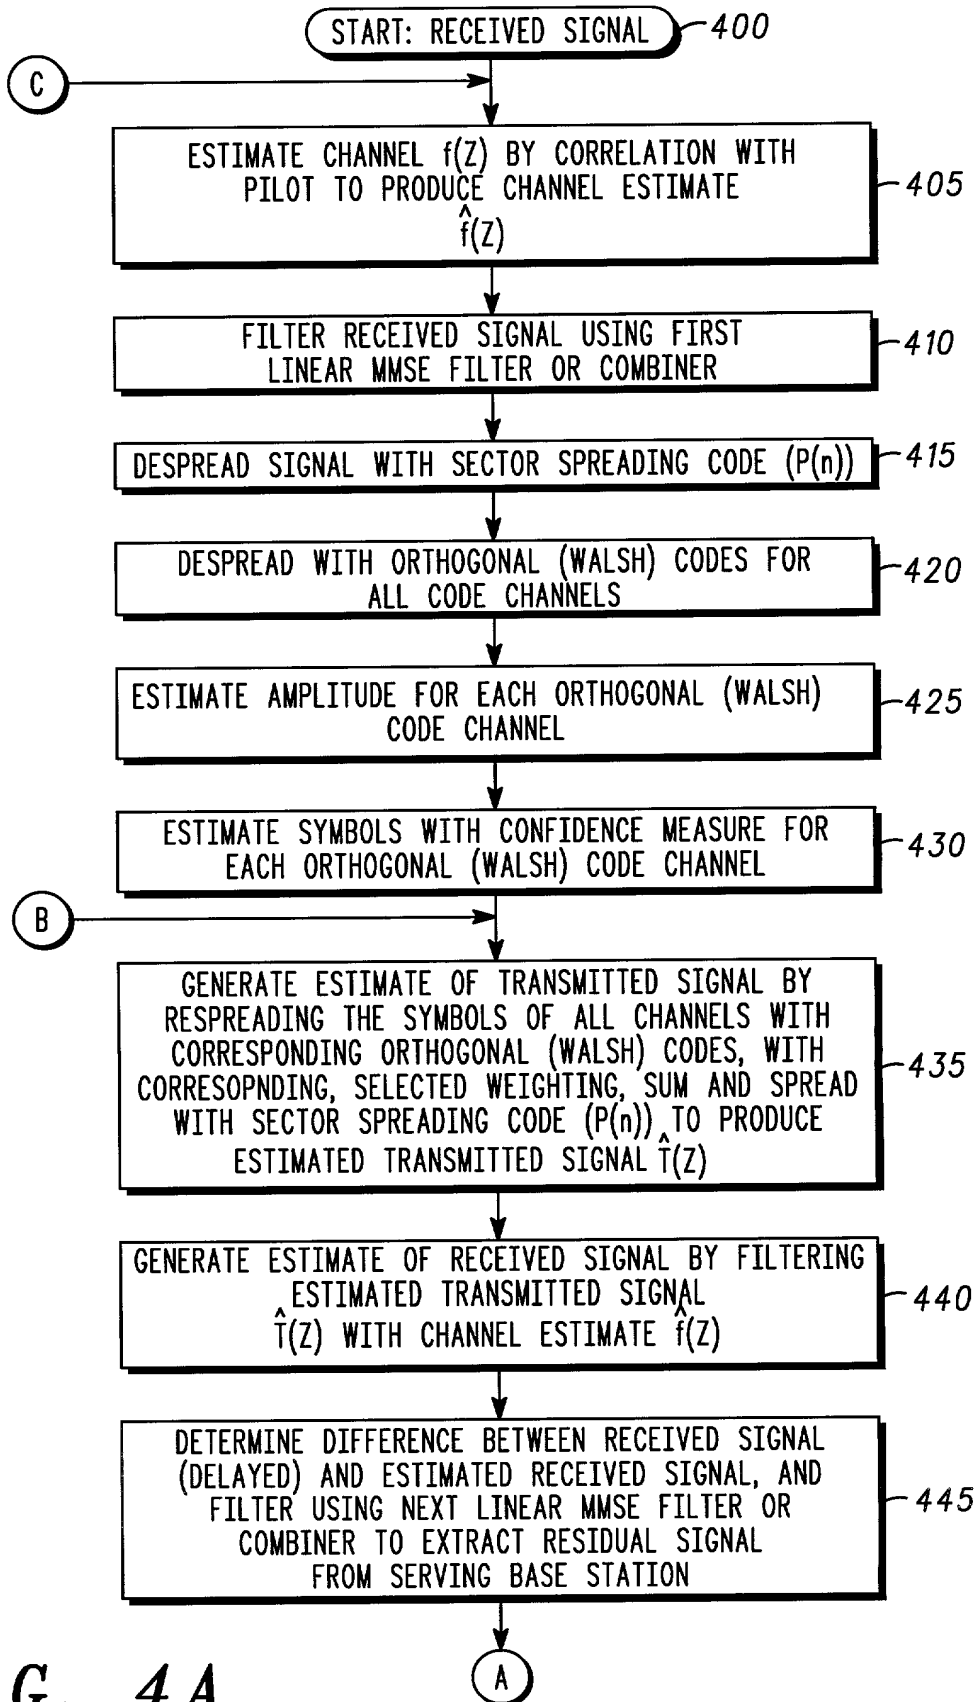 START: RECEIVED SIGNAL 400
C
ESTIMATE CHANNEL f(Z) BY CORRELATION WITH
PILOT TO PRODUCE CHANNEL ESTIMATE
f̂(Z)
405
FILTER RECEIVED SIGNAL USING FIRST
LINEAR MMSE FILTER OR COMBINER
410
DESPREAD SIGNAL WITH SECTOR SPREADING CODE (P(n)) 415
DESPREAD WITH ORTHOGONAL (WALSH) CODES FOR
ALL CODE CHANNELS
420
ESTIMATE AMPLITUDE FOR EACH ORTHOGONAL (WALSH)
CODE CHANNEL
425
ESTIMATE SYMBOLS WITH CONFIDENCE MEASURE FOR
EACH ORTHOGONAL (WALSH) CODE CHANNEL
430
B
GENERATE ESTIMATE OF TRANSMITTED SIGNAL BY
RESPREADING THE SYMBOLS OF ALL CHANNELS WITH
CORRESPONDING ORTHOGONAL (WALSH) CODES, WITH
CORRESOPNDING, SELECTED WEIGHTING, SUM AND SPREAD
WITH SECTOR SPREADING CODE (P(n)) TO PRODUCE
ESTIMATED TRANSMITTED SIGNAL T̂(Z)
435
GENERATE ESTIMATE OF RECEIVED SIGNAL BY FILTERING
ESTIMATED TRANSMITTED SIGNAL
T̂(Z) WITH CHANNEL ESTIMATE f̂(Z)
440
DETERMINE DIFFERENCE BETWEEN RECEIVED SIGNAL
(DELAYED) AND ESTIMATED RECEIVED SIGNAL, AND
FILTER USING NEXT LINEAR MMSE FILTER OR
COMBINER TO EXTRACT RESIDUAL SIGNAL
FROM SERVING BASE STATION
445
A
G. 4A